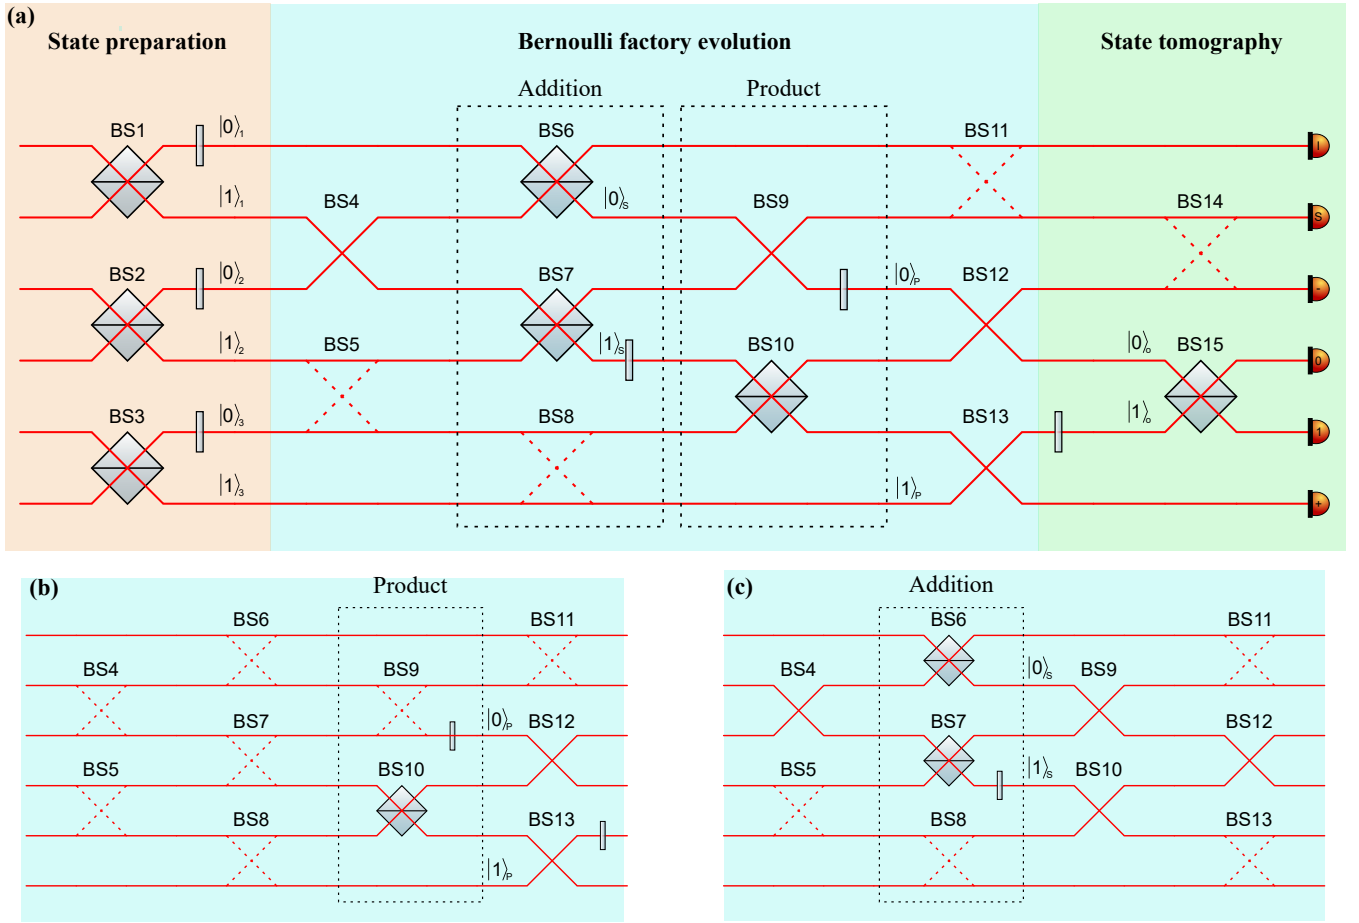 (a)
State preparation
Bernoulli factory evolution
State tomography
Addition
Product
BS1
|0⟩₁
BS6
BS11
I
|1⟩₁
BS4
|0⟩ₛ
BS9
BS14
S
BS2
|0⟩₂
BS7
|0⟩ₚ
BS12
-
|1⟩₂
BS5
|1⟩ₛ
BS10
|0⟩ₒ
BS15
0
BS3
|0⟩₃
BS8
BS13
|1⟩ₒ
1
|1⟩₃
|1⟩ₚ
+
(b)
Product
BS6
BS11
BS4
BS9
BS7
|0⟩ₚ
BS12
BS5
BS10
BS8
BS13
|1⟩ₚ
(c)
Addition
BS6
BS11
BS4
|0⟩ₛ
BS9
BS7
BS12
BS5
|1⟩ₛ
BS10
BS8
BS13